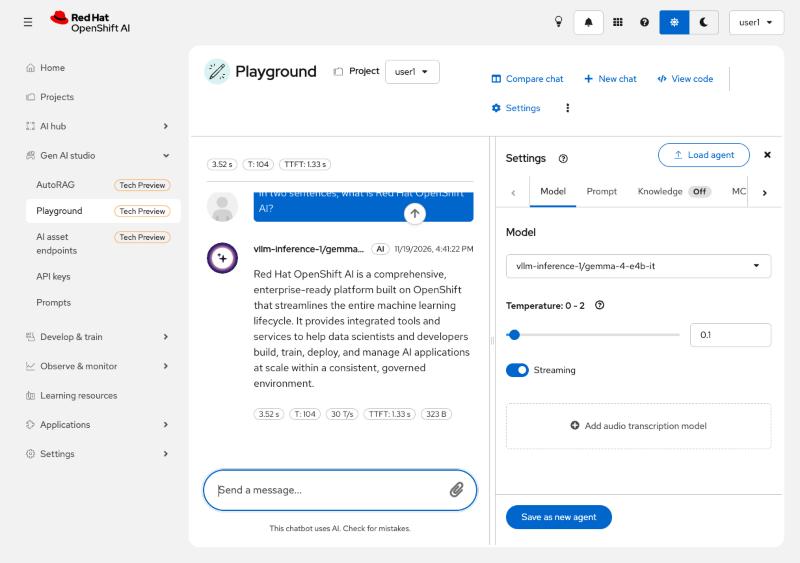 Red Hat
OpenShift AI
user1
Home
Projects
AI hub
Gen AI studio
AutoRAG
Tech Preview
Playground
Tech Preview
AI asset
endpoints
Tech Preview
API keys
Prompts
Develop & train
Observe & monitor
Learning resources
Applications
Settings
Playground
Project
user1
Compare chat
New chat
View code
Settings
3.52 s
T: 104
TTFT: 1.33 s
In two sentences, what is Red Hat OpenShift
AI?
vllm-inference-1/gemma...
AI
11/19/2026, 4:41:22 PM
Red Hat OpenShift AI is a comprehensive,
enterprise-ready platform built on OpenShift
that streamlines the entire machine learning
lifecycle. It provides integrated tools and
services to help data scientists and developers
build, train, deploy, and manage AI applications
at scale within a consistent, governed
environment.
3.52 s
T: 104
30 T/s
TTFT: 1.33 s
323 B
Send a message...
This chatbot uses AI. Check for mistakes.
Settings
Load agent
Model
Prompt
Knowledge
Off
MC
Model
vllm-inference-1/gemma-4-e4b-it
Temperature: 0 - 2
0.1
Streaming
Add audio transcription model
Save as new agent